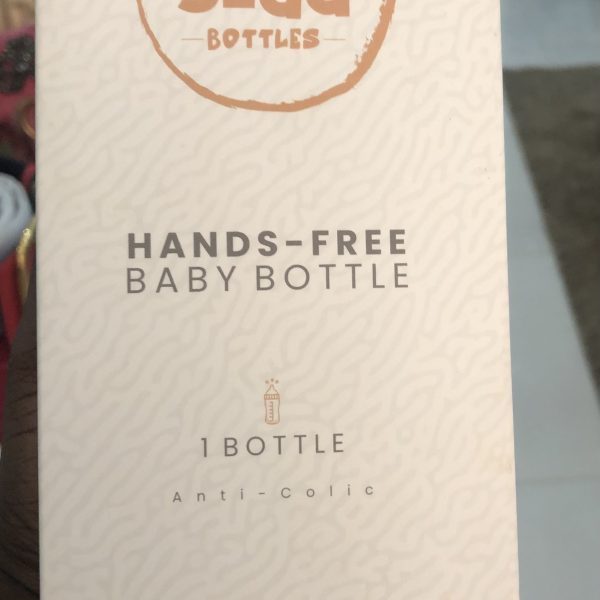 BOTTLES
HANDS-FREE
BABY BOTTLE
1 BOTTLE
Anti-Colic